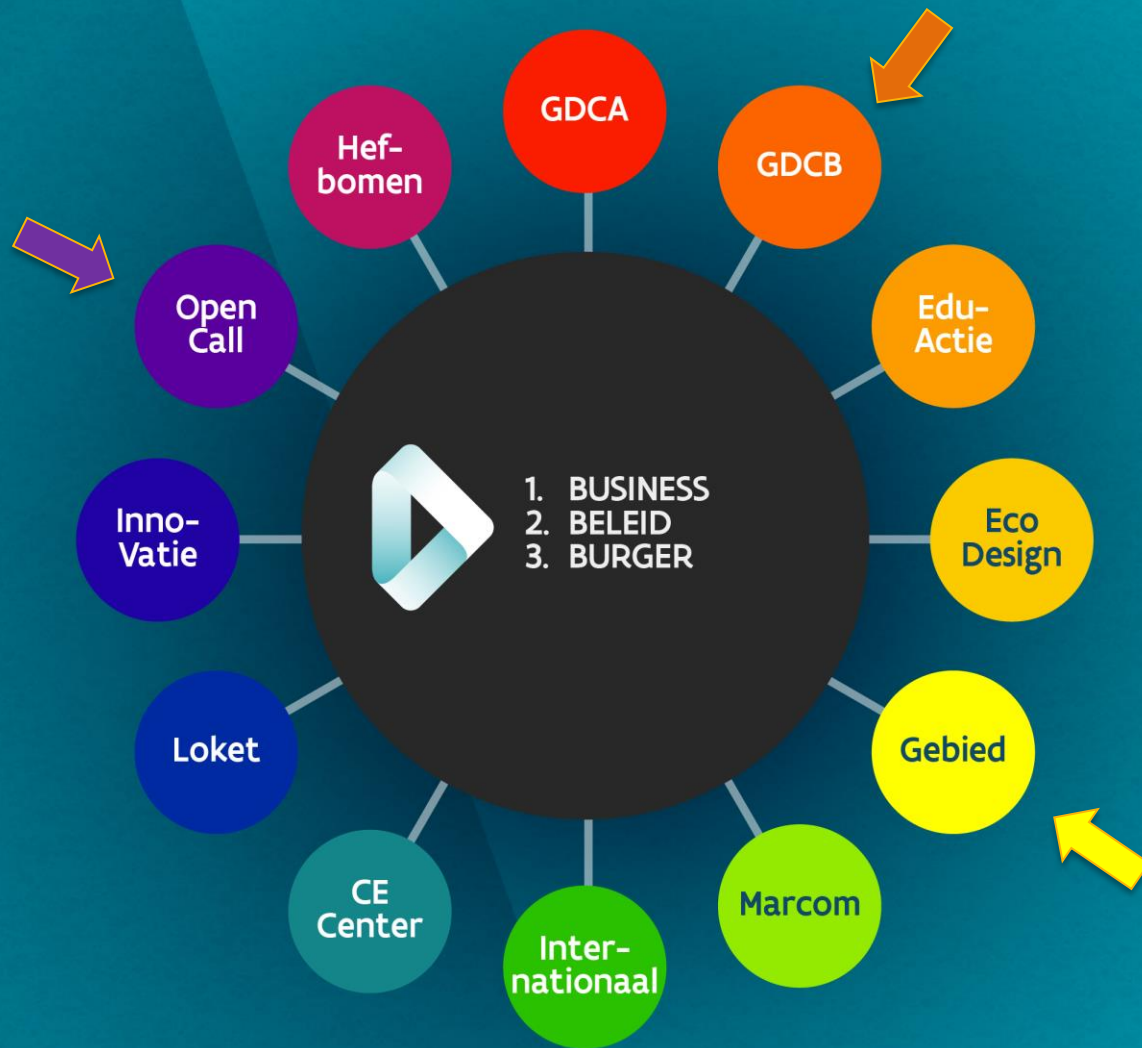 GDCA
GDCB
Edu-
Actie
Eco
Design
Gebied
Marcom
Inter-
nationaal
CE
Center
Loket
Inno-
Vatie
Open
Call
Hef-
bomen
1. BUSINESS
2. BELEID
3. BURGER